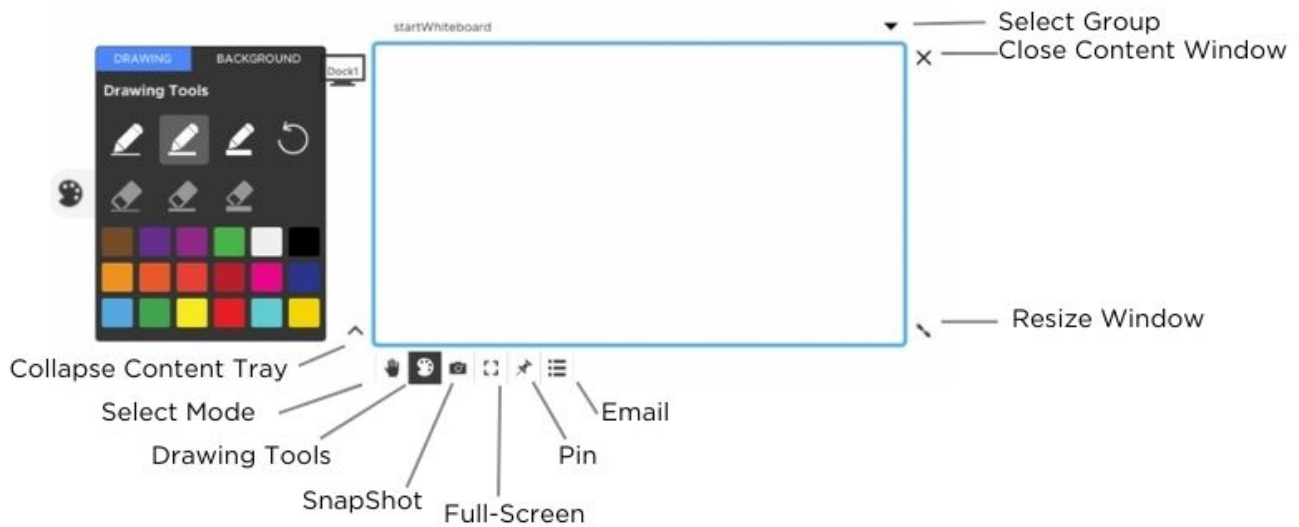 startWhiteboard
Select Group
Close Content Window
DRAWING
BACKGROUND
Dock1
Drawing Tools
Resize Window
Collapse Content Tray
Select Mode
Email
Drawing Tools
Pin
SnapShot
Full-Screen